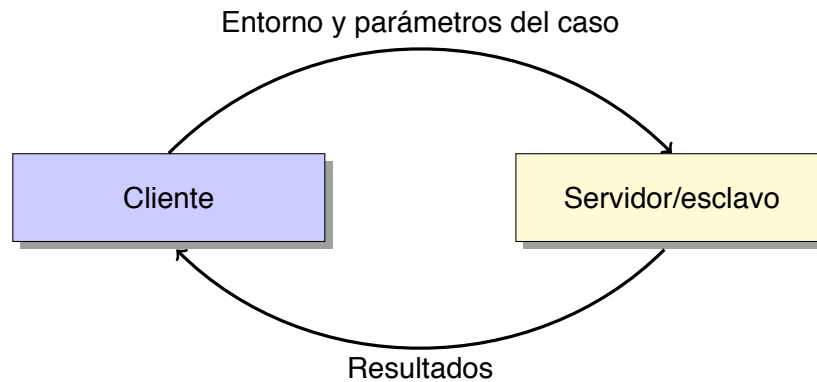 Entorno y parámetros del caso
Cliente
Servidor/esclavo
Resultados